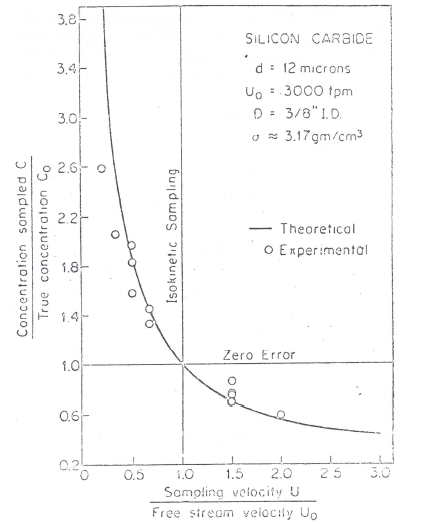 SILICON CARBIDE
d = 12 microns
U₀ = 3000 fpm
D = 3/8" I.D.
σ ≈ 3.17gm/cm³
— Theoretical
o Experimental
Isokinetic Sampling
Zero Error
3.8
3.4
3.0
2.6
2.2
1.8
1.4
1.0
0.6
0.2
Concentration sampled C
True concentration C₀
0 0.5 1.0 1.5 2.0 2.5 3.0
Sampling velocity U
Free stream velocity U₀